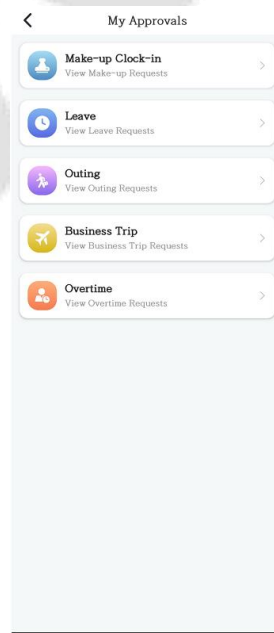 My Approvals
Make-up Clock-in
View Make-up Requests
Leave
View Leave Requests
Outing
View Outing Requests
Business Trip
View Business Trip Requests
Overtime
View Overtime Requests